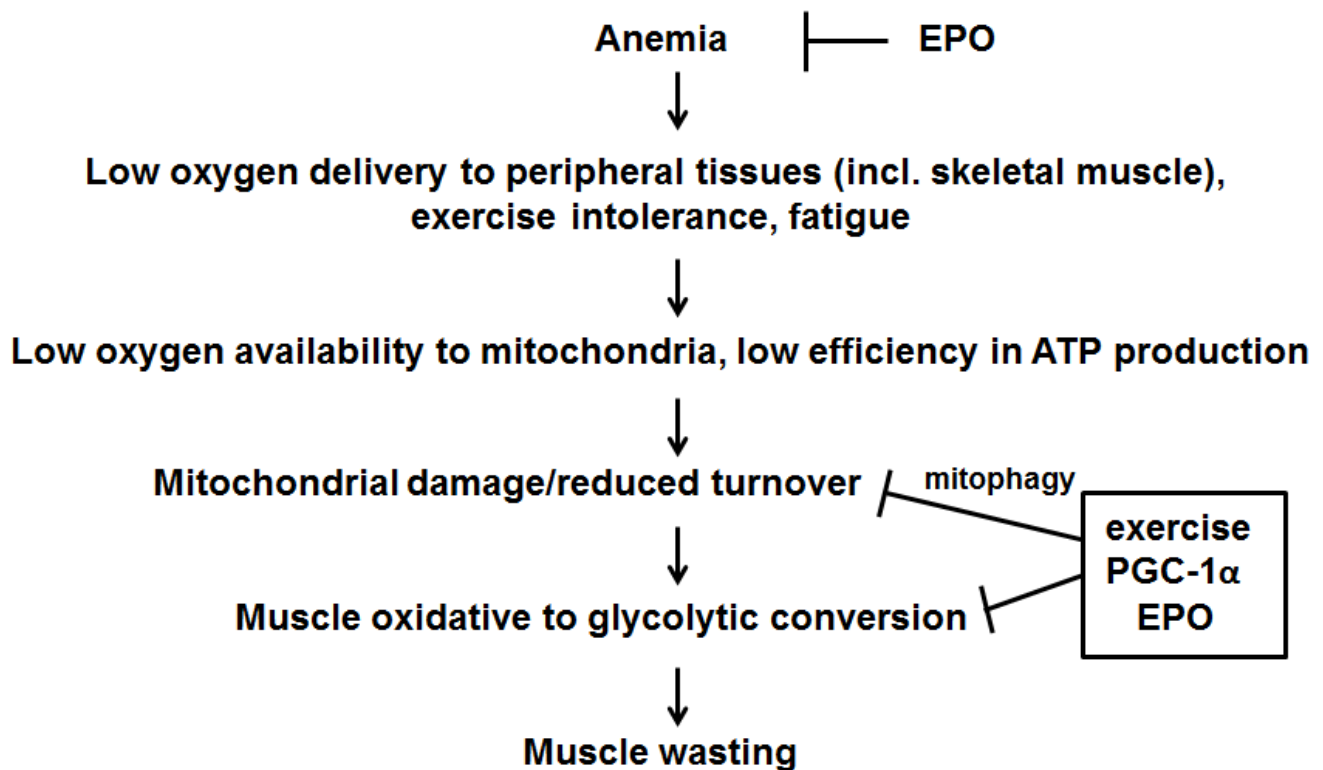 Anemia
EPO
Low oxygen delivery to peripheral tissues (incl. skeletal muscle),
exercise intolerance, fatigue
Low oxygen availability to mitochondria, low efficiency in ATP production
Mitochondrial damage/reduced turnover
mitophagy
exercise
PGC-1α
EPO
Muscle oxidative to glycolytic conversion
Muscle wasting